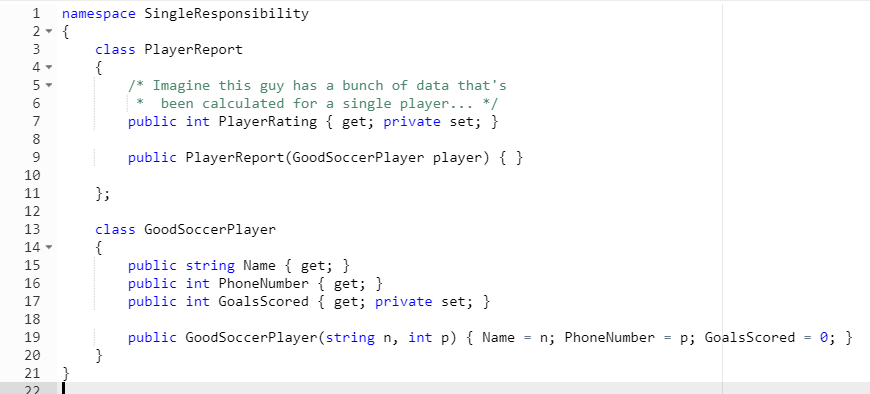 1 namespace SingleResponsibility
2 {
3 class PlayerReport
4 {
5 /* Imagine this guy has a bunch of data that's
6 * been calculated for a single player... */
7 public int PlayerRating { get; private set; }
8
9 public PlayerReport(GoodSoccerPlayer player) { }
10
11 };
12
13 class GoodSoccerPlayer
14 {
15 public string Name { get; }
16 public int PhoneNumber { get; }
17 public int GoalsScored { get; private set; }
18
19 public GoodSoccerPlayer(string n, int p) { Name = n; PhoneNumber = p; GoalsScored = 0; }
20 }
21 }
22